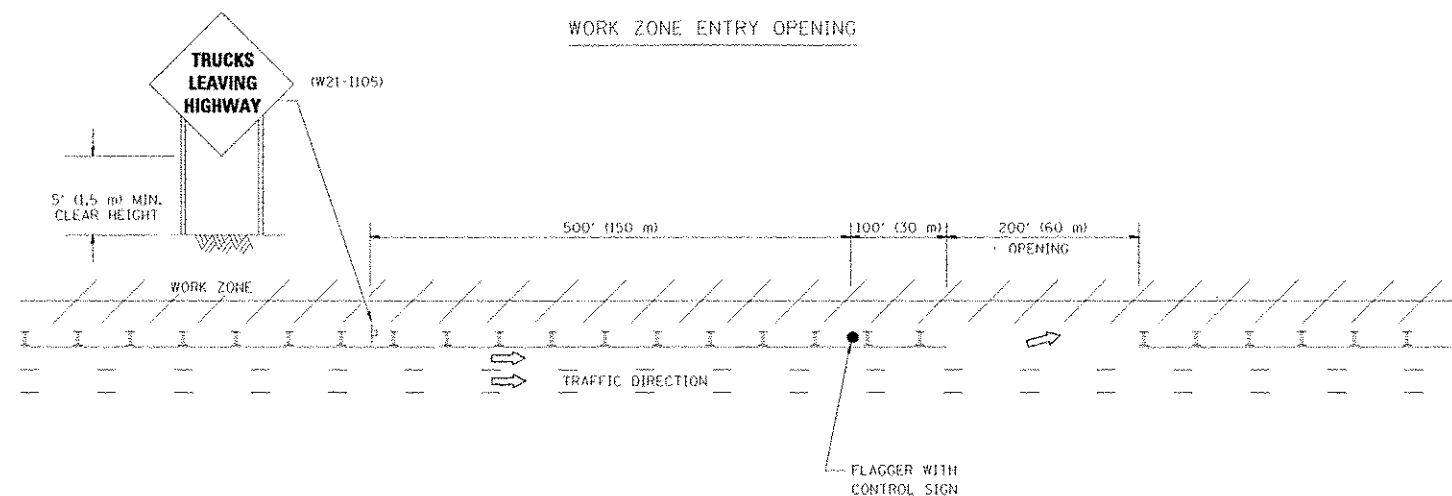 WORK ZONE ENTRY OPENING
TRUCKS
LEAVING
HIGHWAY
(W21-I105)
5' (1.5 m) MIN.
CLEAR HEIGHT
500' (150 m)
100' (30 m)
200' (60 m)
OPENING
WORK ZONE
TRAFFIC DIRECTION
FLAGGER WITH
CONTROL SIGN